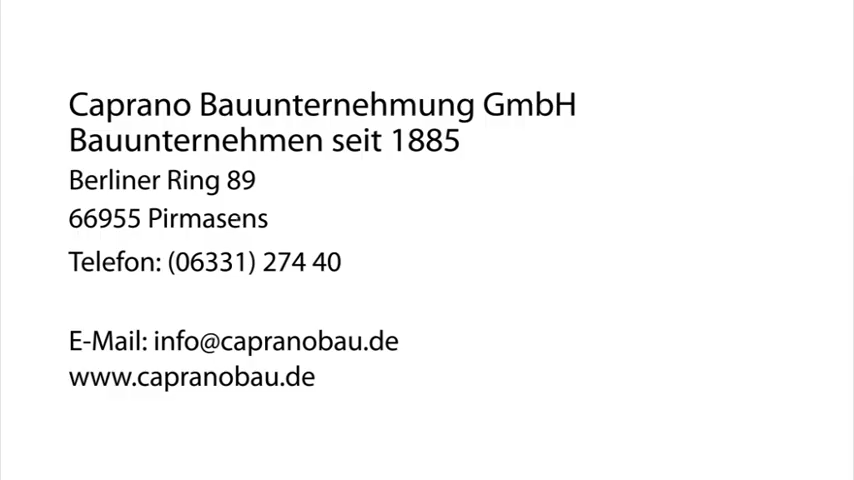 Caprano Bauunternehmung GmbH
Bauunternehmen seit 1885
Berliner Ring 89
66955 Pirmasens
Telefon: (06331) 274 40
E-Mail: info@capranobau.de
www.capranobau.de